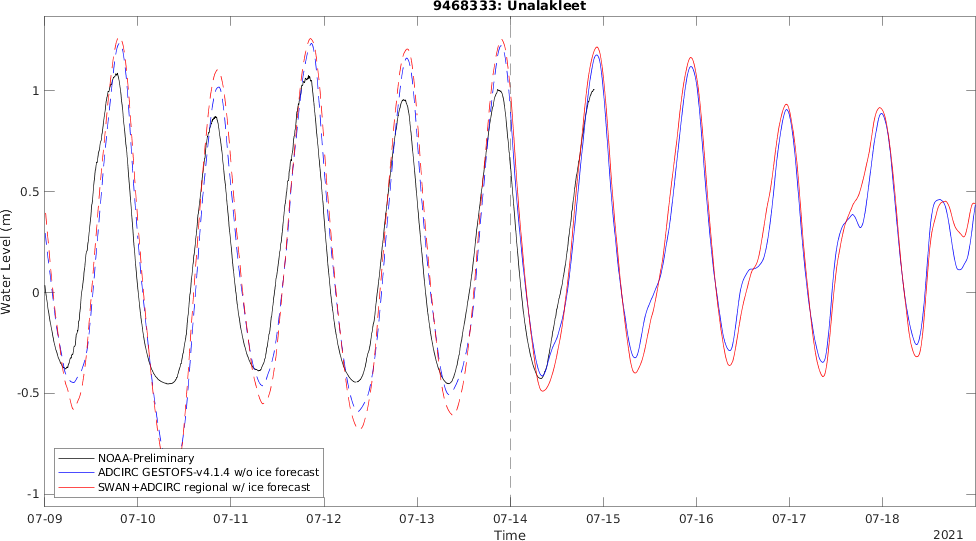 9468333: Unalakleet
Water Level (m)
1
0.5
0
-0.5
-1
NOAA-Preliminary
ADCIRC GESTOFS-v4.1.4 w/o ice forecast
SWAN+ADCIRC regional w/ ice forecast
07-09 07-10 07-11 07-12 07-13 07-14 07-15 07-16 07-17 07-18
Time
2021